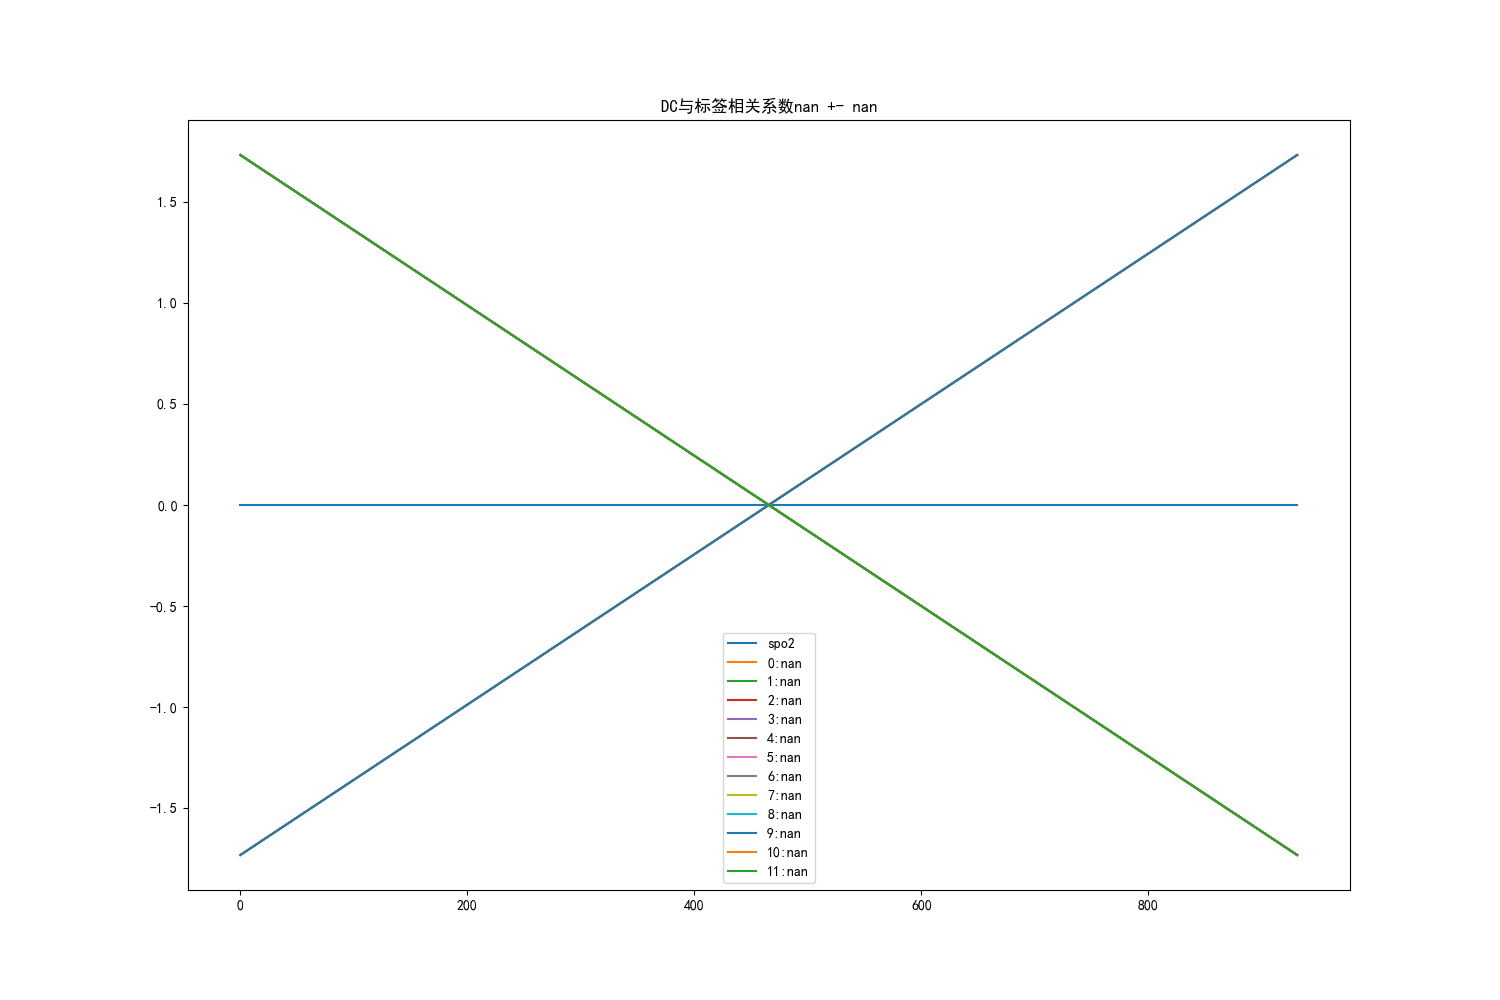 DC与标签相关系数nan +- nan
1.5
1.0
0.5
0.0
−0.5
−1.0
−1.5
spo2
0:nan
1:nan
2:nan
3:nan
4:nan
5:nan
6:nan
7:nan
8:nan
9:nan
10:nan
11:nan
0 200 400 600 800